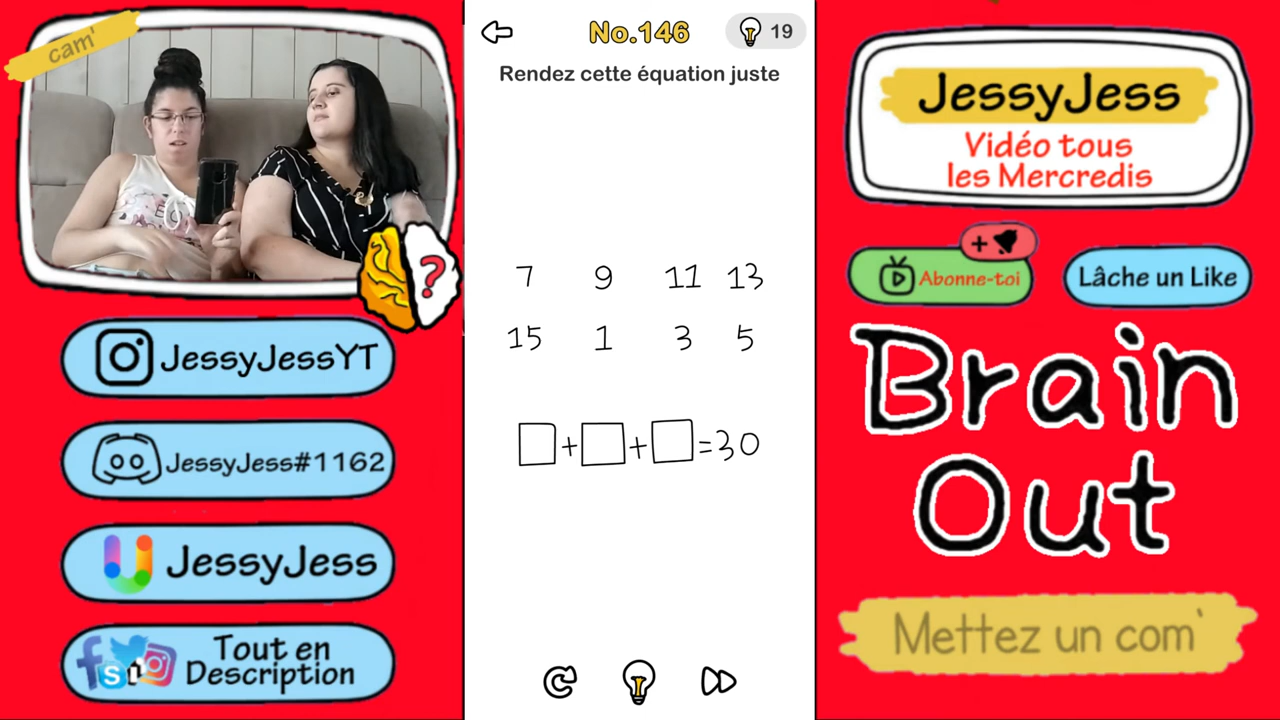 cam'
JessyJessYT
JessyJess#1162
JessyJess
Tout en
Description
No.146
19
Rendez cette équation juste
7 9 11 13
15 1 3 5
□+□+□=30
JessyJess
Vidéo tous
les Mercredis
+
Abonne-toi
Lâche un Like
Brain
Out
Mettez un com'
?